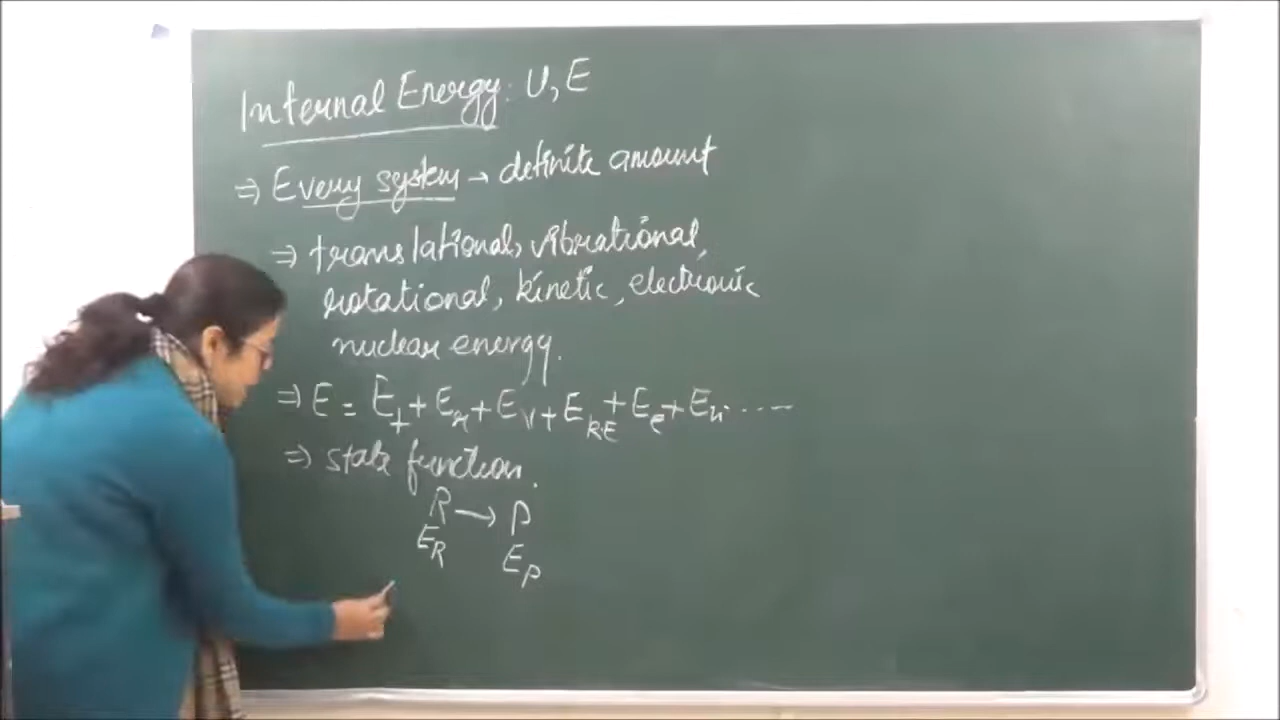 Internal Energy: U, E
⇒ Every system → definite amount
⇒ translational, vibrational,
rotational, kinetic, electronic
nuclear energy.
⇒ E = E_t + E_r + E_v + E_KE + E_e + E_n .....
⇒ state function.
R → P
E_R E_P